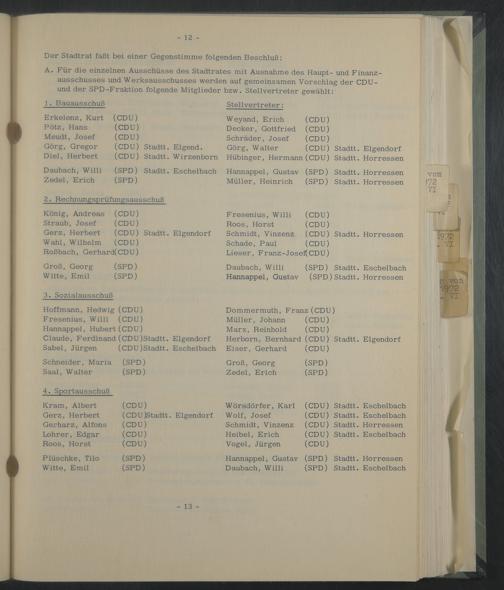 - 12 -
Der Stadtrat faßt bei einer Gegenstimme folgenden Beschluß:
A. Für die einzelnen Ausschüsse des Stadtrates mit Ausnahme des Haupt- und Finanz-
ausschusses und Werksausschusses werden auf gemeinsamen Vorschlag der CDU-
und der SPD-Fraktion folgende Mitglieder bzw. Stellvertreter gewählt:
1. Bauausschuß Stellvertreter:
Erkelenz, Kurt (CDU) Weyand, Erich (CDU)
Pötz, Hans (CDU) Decker, Gottfried (CDU)
Meudt, Josef (CDU) Schräder, Josef (CDU)
Görg, Gregor (CDU) Stadtt. Elgend. Görg, Walter (CDU) Stadtt. Elgendorf
Diel, Herbert (CDU) Stadtt. Wirzenborn Hübinger, Hermann (CDU) Stadtt. Horressen
Daubach, Willi (SPD) Stadtt. Eschelbach Hannappel, Gustav (SPD) Stadtt. Horressen
Zedel, Erich (SPD) Müller, Heinrich (SPD) Stadtt. Horressen
2. Rechnungsprüfungsausschuß
König, Andreas (CDU) Fresenius, Willi (CDU)
Straub, Josef (CDU) Roos, Horst (CDU)
Gerz, Herbert (CDU) Stadtt. Elgendorf Schmidt, Vinzenz (CDU) Stadtt. Horressen
Wahl, Wilhelm (CDU) Schade, Paul (CDU)
Roßbach, Gerhard(CDU) Lieser, Franz-Josef(CDU)
Groß, Georg (SPD) Daubach, Willi (SPD) Stadtt. Eschelbach
Witte, Emil (SPD) Hannappel, Gustav (SPD) Stadtt. Horressen
3. Sozialausschuß
Hoffmann, Hedwig (CDU) Dommermuth, Franz (CDU)
Fresenius, Willi (CDU) Müller, Johann (CDU)
Hannappel, Hubert (CDU) Marx, Reinhold (CDU)
Claude, Ferdinand (CDU)Stadtt. Elgendorf Herborn, Bernhard (CDU) Stadtt. Elgendorf
Sabel, Jürgen (CDU)Stadtt. Eschelbach Eiser, Gerhard (CDU)
Schneider, Maria (SPD) Groß, Georg (SPD)
Saal, Walter (SPD) Zedel, Erich (SPD)
4. Sportausschuß
Kram, Albert (CDU) Wörsdörfer, Karl (CDU) Stadtt. Eschelbach
Gerz, Herbert (CDU)Stadtt. Elgendorf Wolf, Josef (CDU) Stadtt. Eschelbach
Gerharz, Alfons (CDU) Schmidt, Vinzenz (CDU) Stadtt. Horressen
Lohrer, Edgar (CDU) Heibel, Erich (CDU) Stadtt. Eschelbach
Roos, Horst (CDU) Vogel, Jürgen (CDU)
Plüschke, Tilo (SPD) Hannappel, Gustav (SPD) Stadtt. Horressen
Witte, Emil (SPD) Daubach, Willi (SPD) Stadtt. Eschelbach
- 13 -